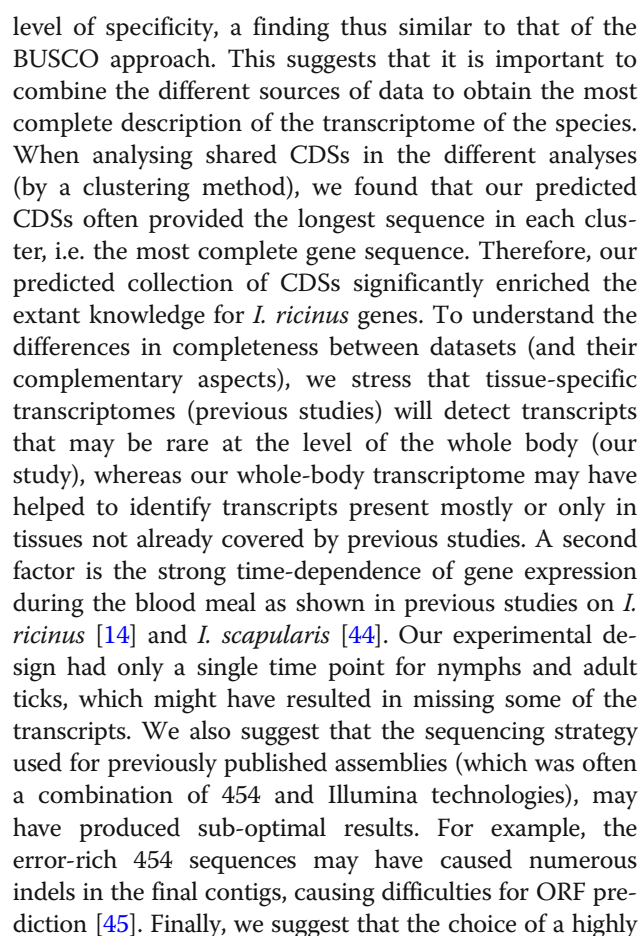 level of specificity, a finding thus similar to that of the
BUSCO approach. This suggests that it is important to
combine the different sources of data to obtain the most
complete description of the transcriptome of the species.
When analysing shared CDSs in the different analyses
(by a clustering method), we found that our predicted
CDSs often provided the longest sequence in each clus-
ter, i.e. the most complete gene sequence. Therefore, our
predicted collection of CDSs significantly enriched the
extant knowledge for I. ricinus genes. To understand the
differences in completeness between datasets (and their
complementary aspects), we stress that tissue-specific
transcriptomes (previous studies) will detect transcripts
that may be rare at the level of the whole body (our
study), whereas our whole-body transcriptome may have
helped to identify transcripts present mostly or only in
tissues not already covered by previous studies. A second
factor is the strong time-dependence of gene expression
during the blood meal as shown in previous studies on I.
ricinus [14] and I. scapularis [44]. Our experimental de-
sign had only a single time point for nymphs and adult
ticks, which might have resulted in missing some of the
transcripts. We also suggest that the sequencing strategy
used for previously published assemblies (which was often
a combination of 454 and Illumina technologies), may
have produced sub-optimal results. For example, the
error-rich 454 sequences may have caused numerous
indels in the final contigs, causing difficulties for ORF pre-
diction [45]. Finally, we suggest that the choice of a highly